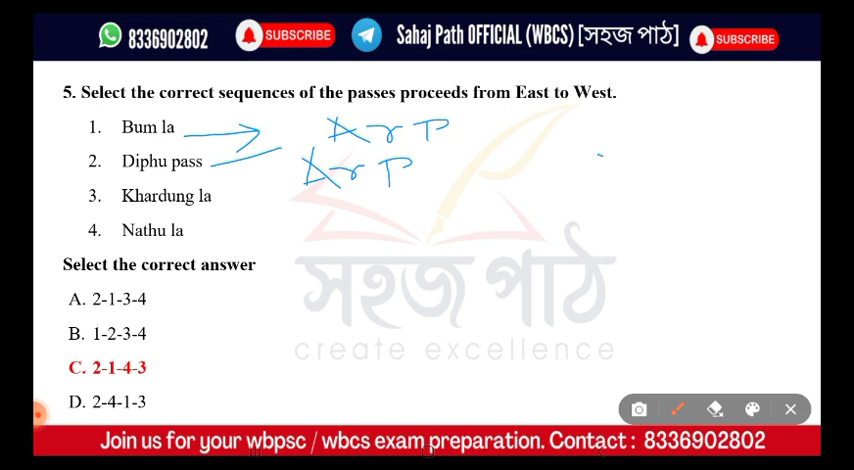 8336902802 SUBSCRIBE Sahaj Path OFFICIAL (WBCS) [সহজ পাঠ] SUBSCRIBE
5. Select the correct sequences of the passes proceeds from East to West.
1. Bum la Ar P
2. Diphu pass Ar P
3. Khardung la
4. Nathu la
Select the correct answer
A. 2-1-3-4
B. 1-2-3-4
C. 2-1-4-3
D. 2-4-1-3
সহজ পাঠ
create excellence
Join us for your wbpsc / wbcs exam preparation. Contact : 8336902802